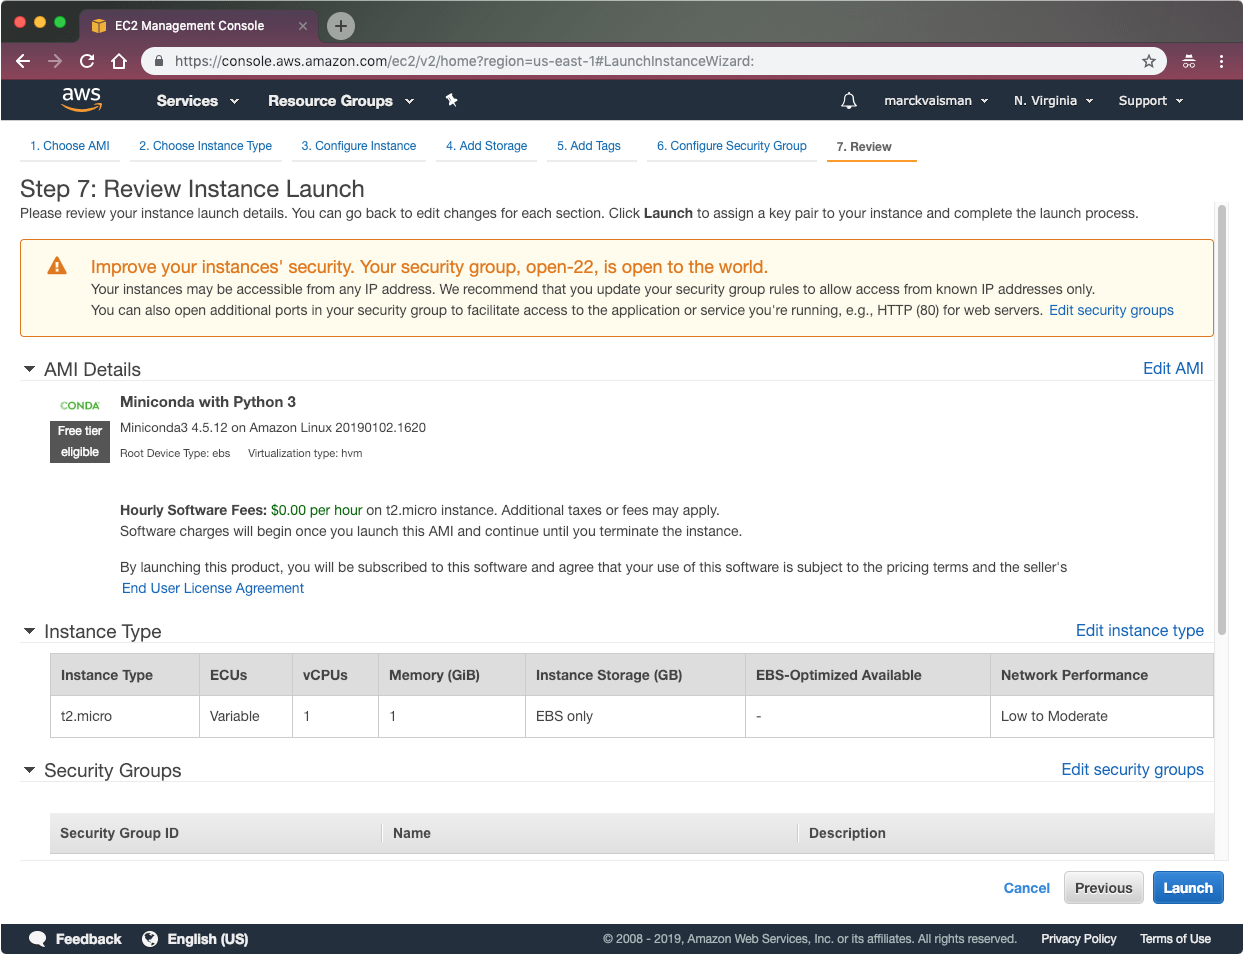 EC2 Management Console
https://console.aws.amazon.com/ec2/v2/home?region=us-east-1#LaunchInstanceWizard:
aws Services Resource Groups marckvaisman N. Virginia Support
1. Choose AMI 2. Choose Instance Type 3. Configure Instance 4. Add Storage 5. Add Tags 6. Configure Security Group 7. Review
Step 7: Review Instance Launch
Please review your instance launch details. You can go back to edit changes for each section. Click Launch to assign a key pair to your instance and complete the launch process.
Improve your instances' security. Your security group, open-22, is open to the world.
Your instances may be accessible from any IP address. We recommend that you update your security group rules to allow access from known IP addresses only.
You can also open additional ports in your security group to facilitate access to the application or service you're running, e.g., HTTP (80) for web servers. Edit security groups
AMI Details Edit AMI
CONDA Miniconda with Python 3
Free tier eligible
Miniconda3 4.5.12 on Amazon Linux 20190102.1620
Root Device Type: ebs Virtualization type: hvm
Hourly Software Fees: $0.00 per hour on t2.micro instance. Additional taxes or fees may apply.
Software charges will begin once you launch this AMI and continue until you terminate the instance.
By launching this product, you will be subscribed to this software and agree that your use of this software is subject to the pricing terms and the seller's
End User License Agreement
Instance Type Edit instance type
Instance Type ECUs vCPUs Memory (GiB) Instance Storage (GB) EBS-Optimized Available Network Performance
t2.micro Variable 1 1 EBS only - Low to Moderate
Security Groups Edit security groups
Security Group ID Name Description
Cancel Previous Launch
Feedback English (US) © 2008 - 2019, Amazon Web Services, Inc. or its affiliates. All rights reserved. Privacy Policy Terms of Use